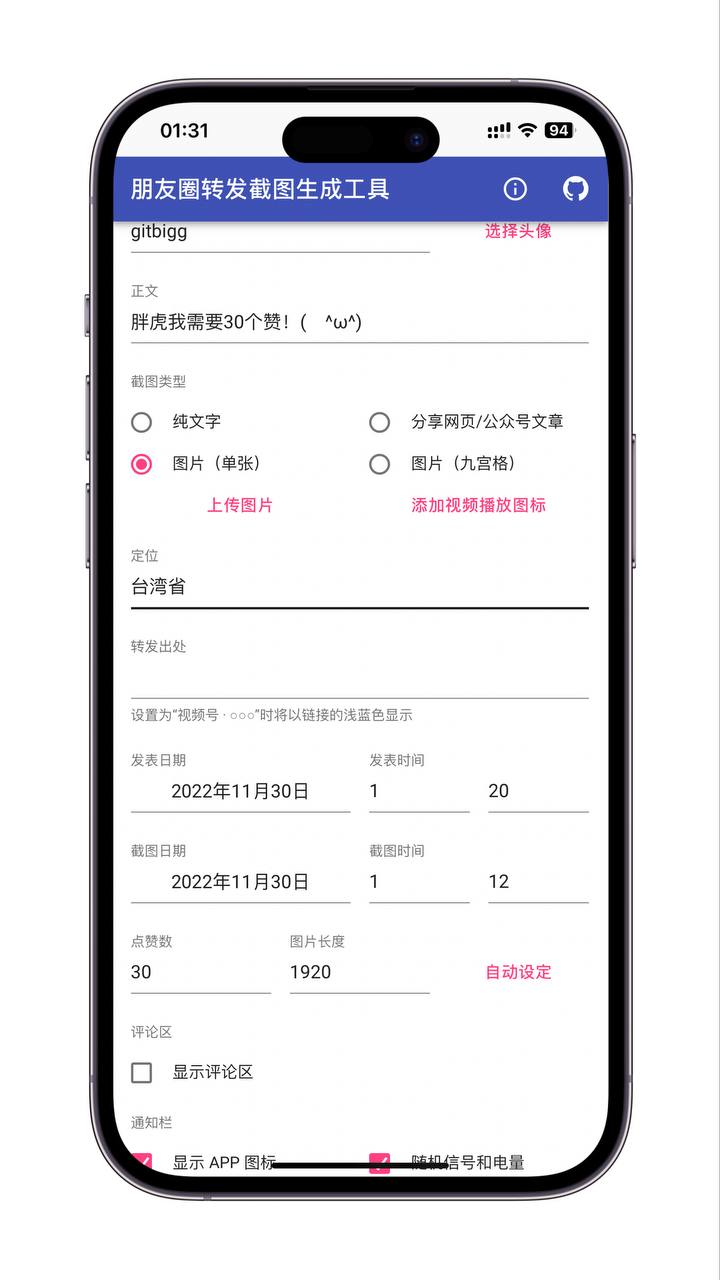 01:31
94
朋友圈转发截图生成工具
gitbigg 选择头像
正文
胖虎我需要30个赞！( ^ω^)
截图类型
纯文字 分享网页/公众号文章
图片（单张） 图片（九宫格）
上传图片 添加视频播放图标
定位
台湾省
转发出处
设置为“视频号 · ○○○”时将以链接的浅蓝色显示
发表日期 发表时间
2022年11月30日 1 20
截图日期 截图时间
2022年11月30日 1 12
点赞数 图片长度
30 1920 自动设定
评论区
显示评论区
通知栏
显示 APP 图标 随机信号和电量